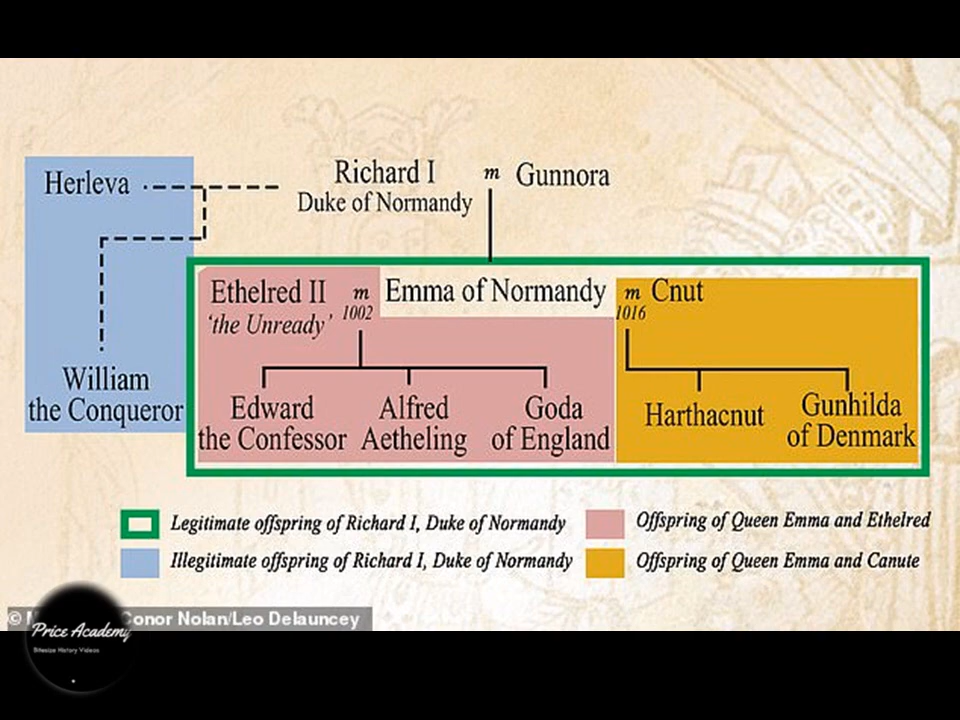 Herleva
Richard I
Duke of Normandy
m
Gunnora
Ethelred II
'the Unready'
m
1002
Emma of Normandy
m
1016
Cnut
William
the Conqueror
Edward
the Confessor
Alfred
Aetheling
Goda
of England
Harthacnut
Gunhilda
of Denmark
Legitimate offspring of Richard I, Duke of Normandy
Illegitimate offspring of Richard I, Duke of Normandy
Offspring of Queen Emma and Ethelred
Offspring of Queen Emma and Canute
© Conor Nolan/Leo Delauncey
Price Academy
Bitesize History Videos